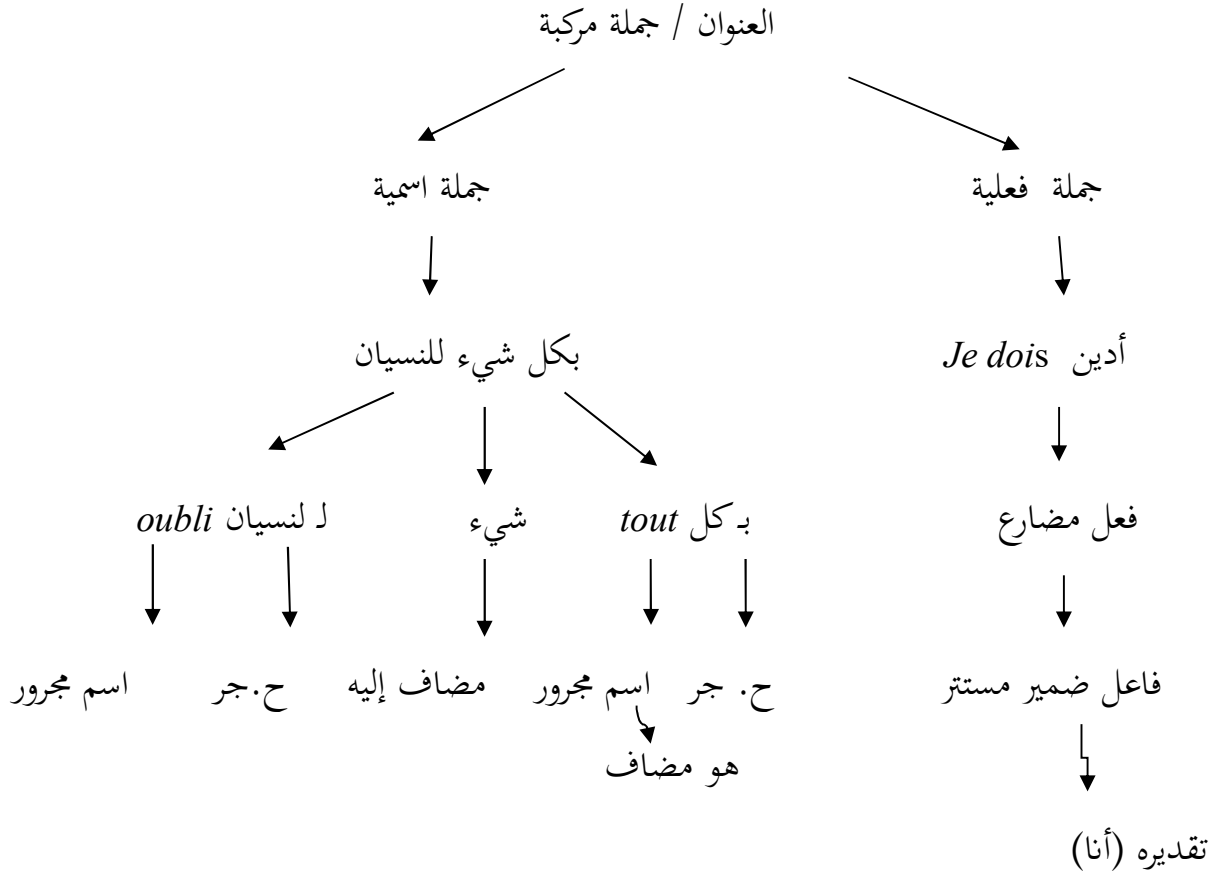 العنوان / جملة مركبة
جملة فعلية جملة اسمية
أدين Je dois بكل شيء للنسيان
فعل مضارع بـ كل tout شيء لـ لنسيان oubli
فاعل ضمير مستتر ح. جر اسم مجرور مضاف إليه ح.جر اسم مجرور
هو مضاف
تقديره (أنا)